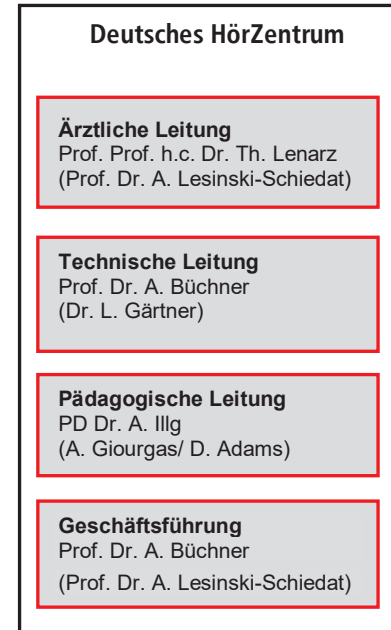 Deutsches HörZentrum
Ärztliche Leitung
Prof. Prof. h.c. Dr. Th. Lenarz
(Prof. Dr. A. Lesinski-Schiedat)
Technische Leitung
Prof. Dr. A. Büchner
(Dr. L. Gärtner)
Pädagogische Leitung
PD Dr. A. Illg
(A. Giourgas/ D. Adams)
Geschäftsführung
Prof. Dr. A. Büchner
(Prof. Dr. A. Lesinski-Schiedat)